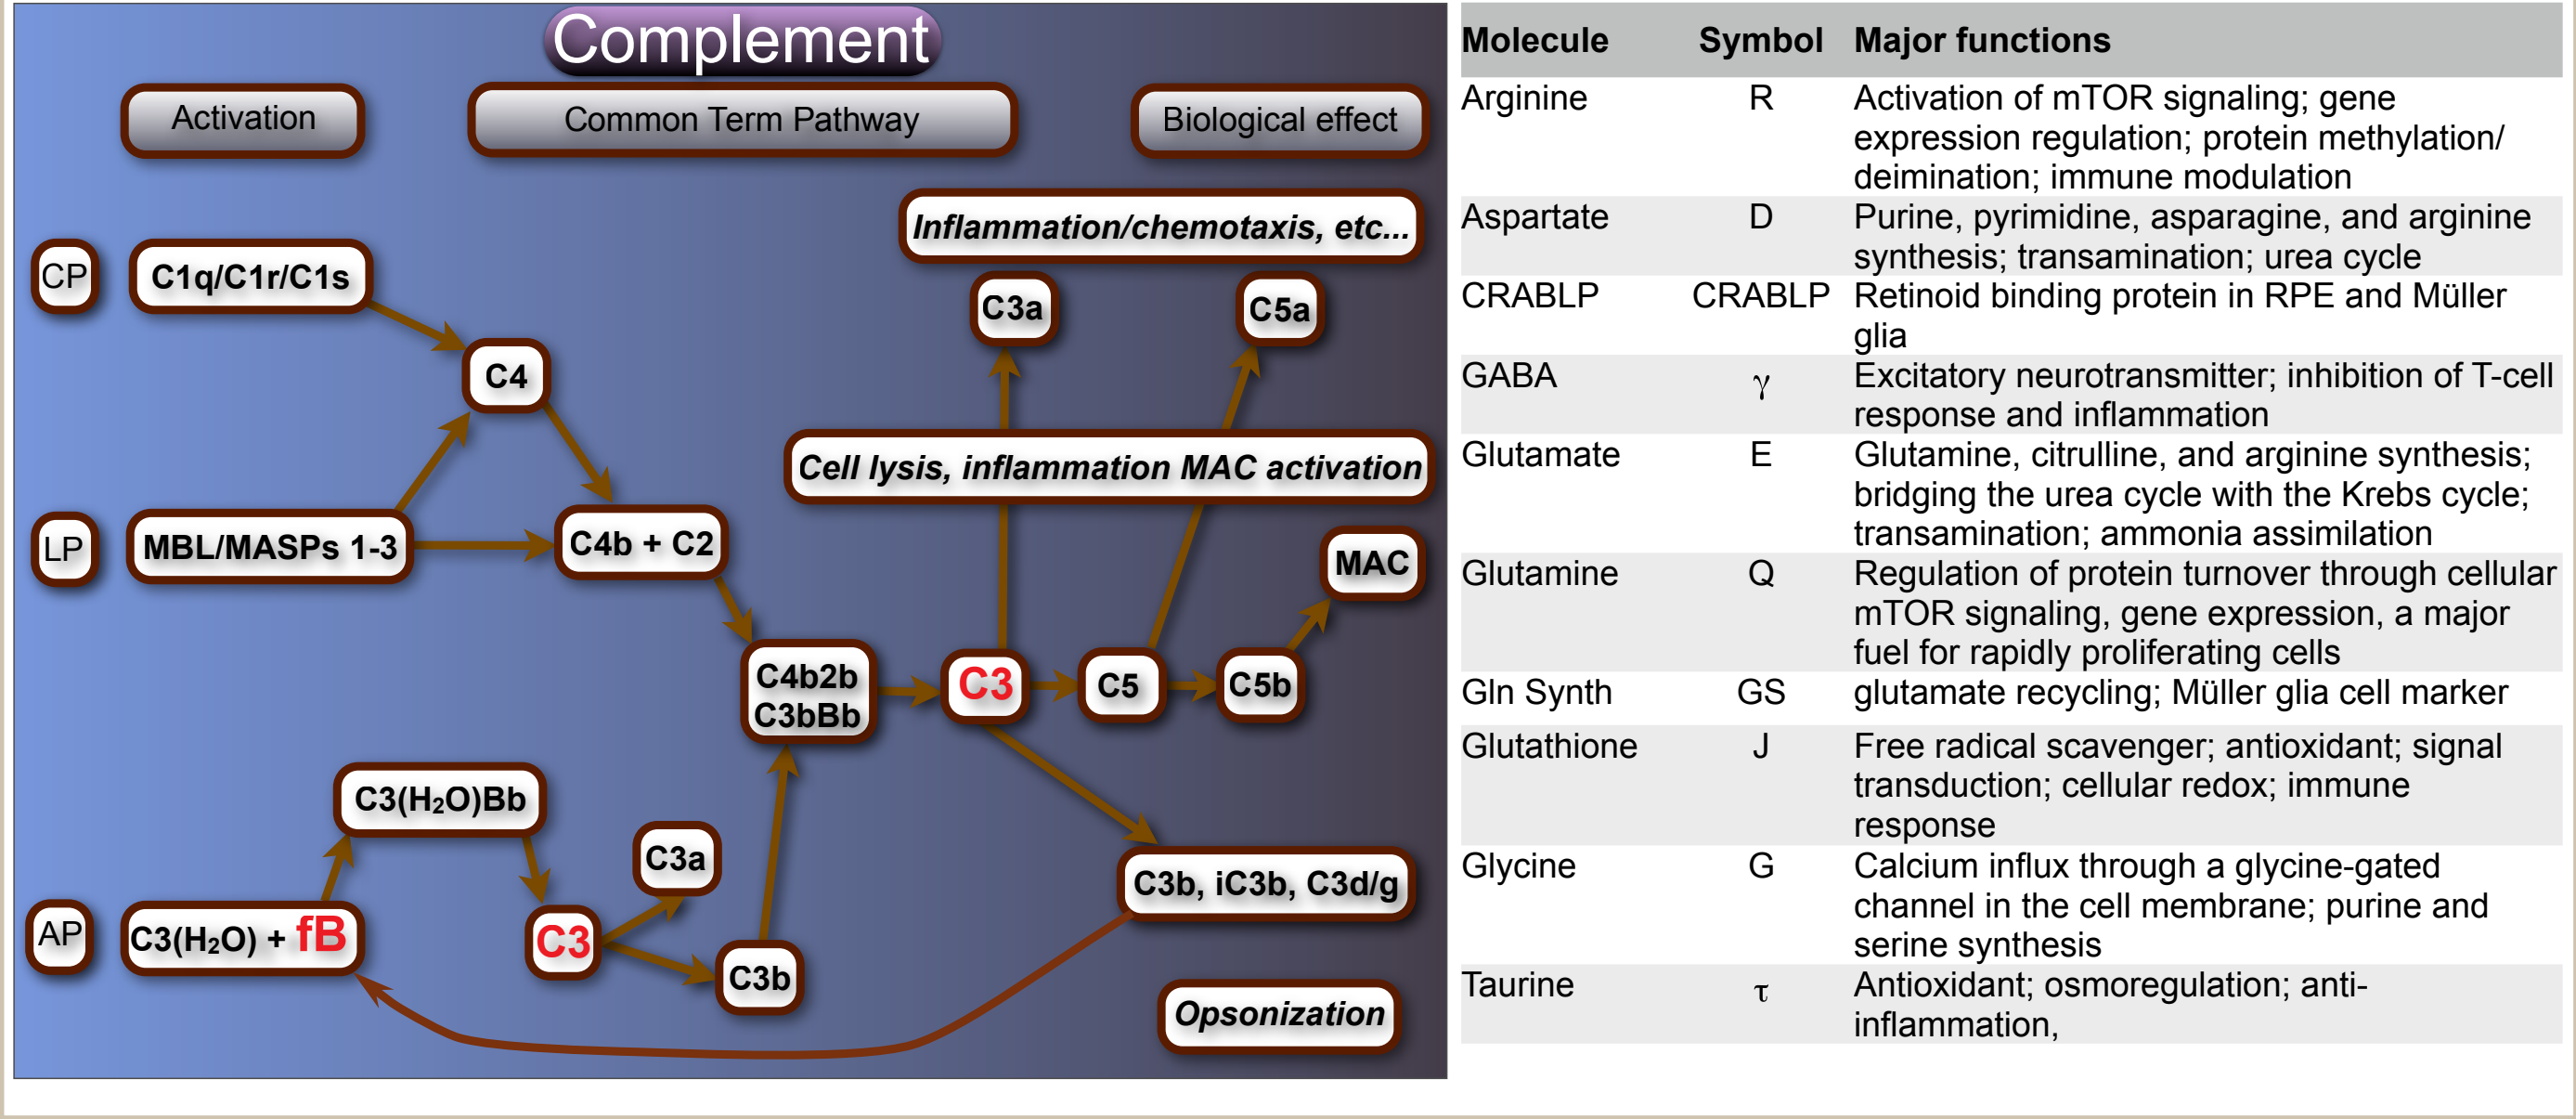 Complement
Activation
Common Term Pathway
Biological effect
Inflammation/chemotaxis, etc...
CP
C1q/C1r/C1s
C3a
C5a
C4
Cell lysis, inflammation MAC activation
LP
MBL/MASPs 1-3
C4b + C2
MAC
C4b2b
C3bBb
C3
C5
C5b
C3(H₂O)Bb
C3a
C3b, iC3b, C3d/g
AP
C3(H₂O) + fB
C3
C3b
Opsonization
Molecule Symbol Major functions
Arginine R Activation of mTOR signaling; gene
expression regulation; protein methylation/
deimination; immune modulation
Aspartate D Purine, pyrimidine, asparagine, and arginine
synthesis; transamination; urea cycle
CRABLP CRABLP Retinoid binding protein in RPE and Müller
glia
GABA γ Excitatory neurotransmitter; inhibition of T-cell
response and inflammation
Glutamate E Glutamine, citrulline, and arginine synthesis;
bridging the urea cycle with the Krebs cycle;
transamination; ammonia assimilation
Glutamine Q Regulation of protein turnover through cellular
mTOR signaling, gene expression, a major
fuel for rapidly proliferating cells
Gln Synth GS glutamate recycling; Müller glia cell marker
Glutathione J Free radical scavenger; antioxidant; signal
transduction; cellular redox; immune
response
Glycine G Calcium influx through a glycine-gated
channel in the cell membrane; purine and
serine synthesis
Taurine τ Antioxidant; osmoregulation; anti-
inflammation,